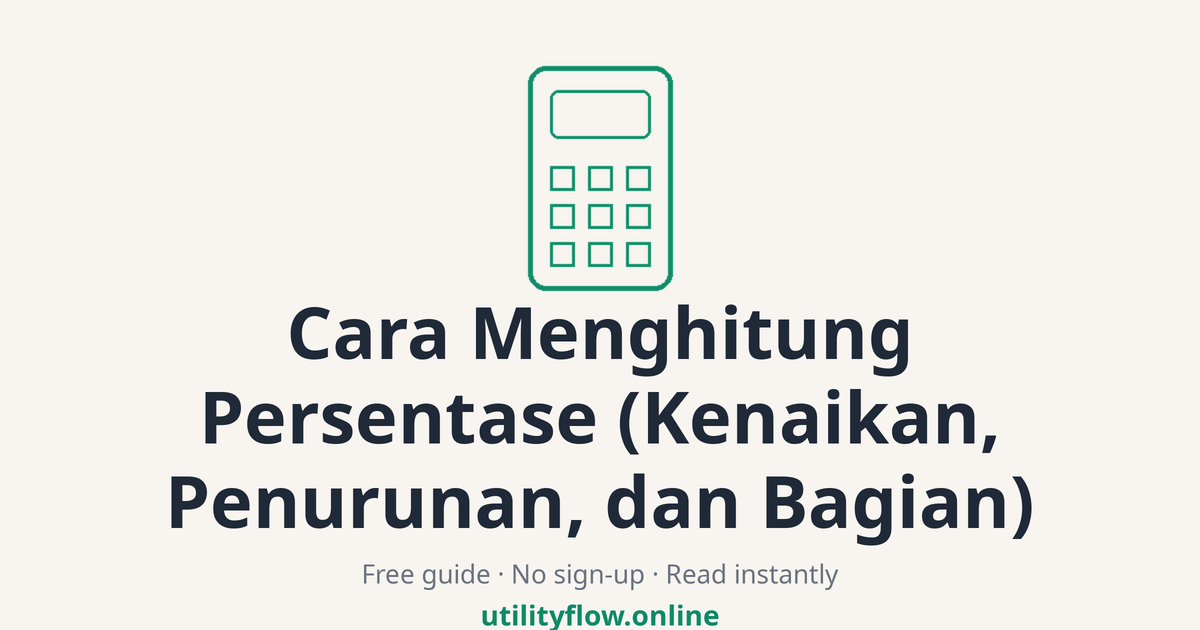 Cara Menghitung
Persentase (Kenaikan,
Penurunan, dan Bagian)
Free guide · No sign-up · Read instantly
utilityflow.online